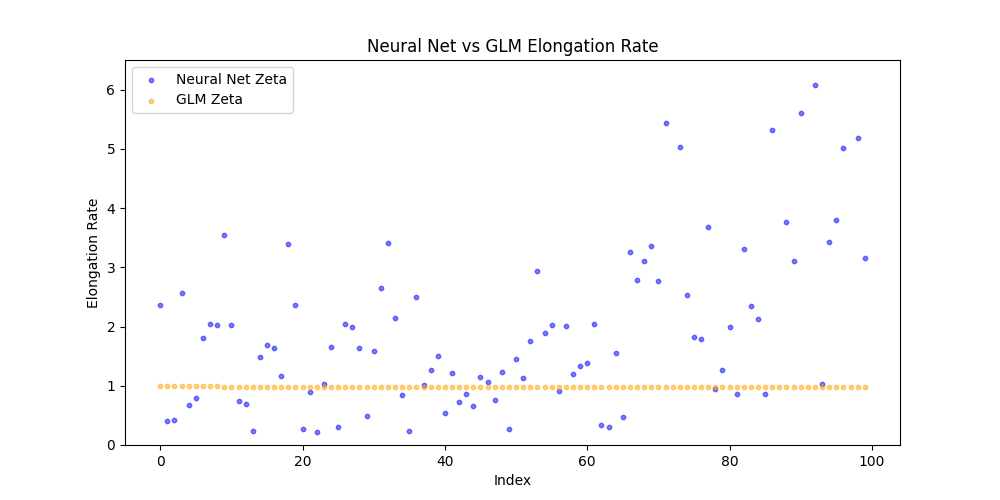 Neural Net vs GLM Elongation Rate
Neural Net Zeta
GLM Zeta
Elongation Rate
6
5
4
3
2
1
0
0 20 40 60 80 100
Index